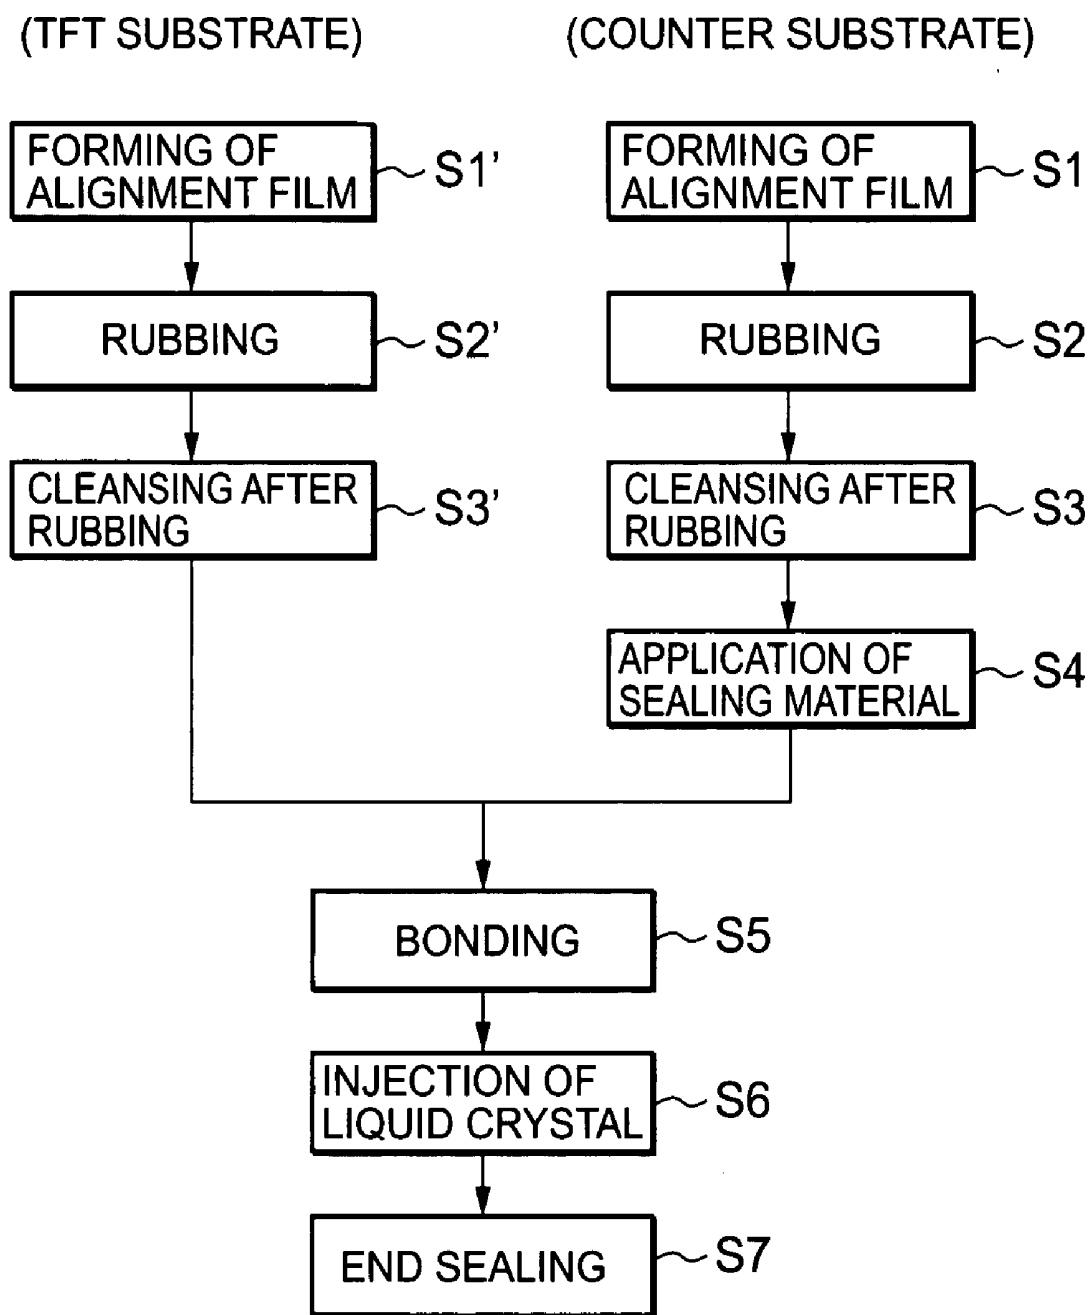 (TFT SUBSTRATE)
(COUNTER SUBSTRATE)
FORMING OF
ALIGNMENT FILM
S1’
FORMING OF
ALIGNMENT FILM
S1
RUBBING
S2’
RUBBING
S2
CLEANSING AFTER
RUBBING
S3’
CLEANSING AFTER
RUBBING
S3
APPLICATION OF
SEALING MATERIAL
S4
BONDING
S5
INJECTION OF
LIQUID CRYSTAL
S6
END SEALING
S7